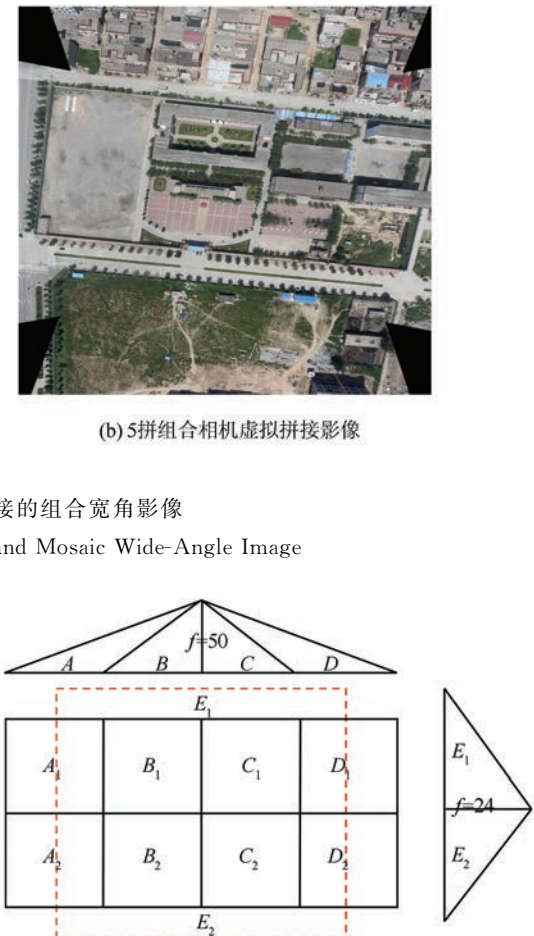 (b) 5拼组合相机虚拟拼接影像
接的组合宽角影像
and Mosaic Wide-Angle Image
f=50
A B C D
E₁
A₁ B₁ C₁ D₁
E₁
f=24
A₂ B₂ C₂ D₂
E₂
E₂